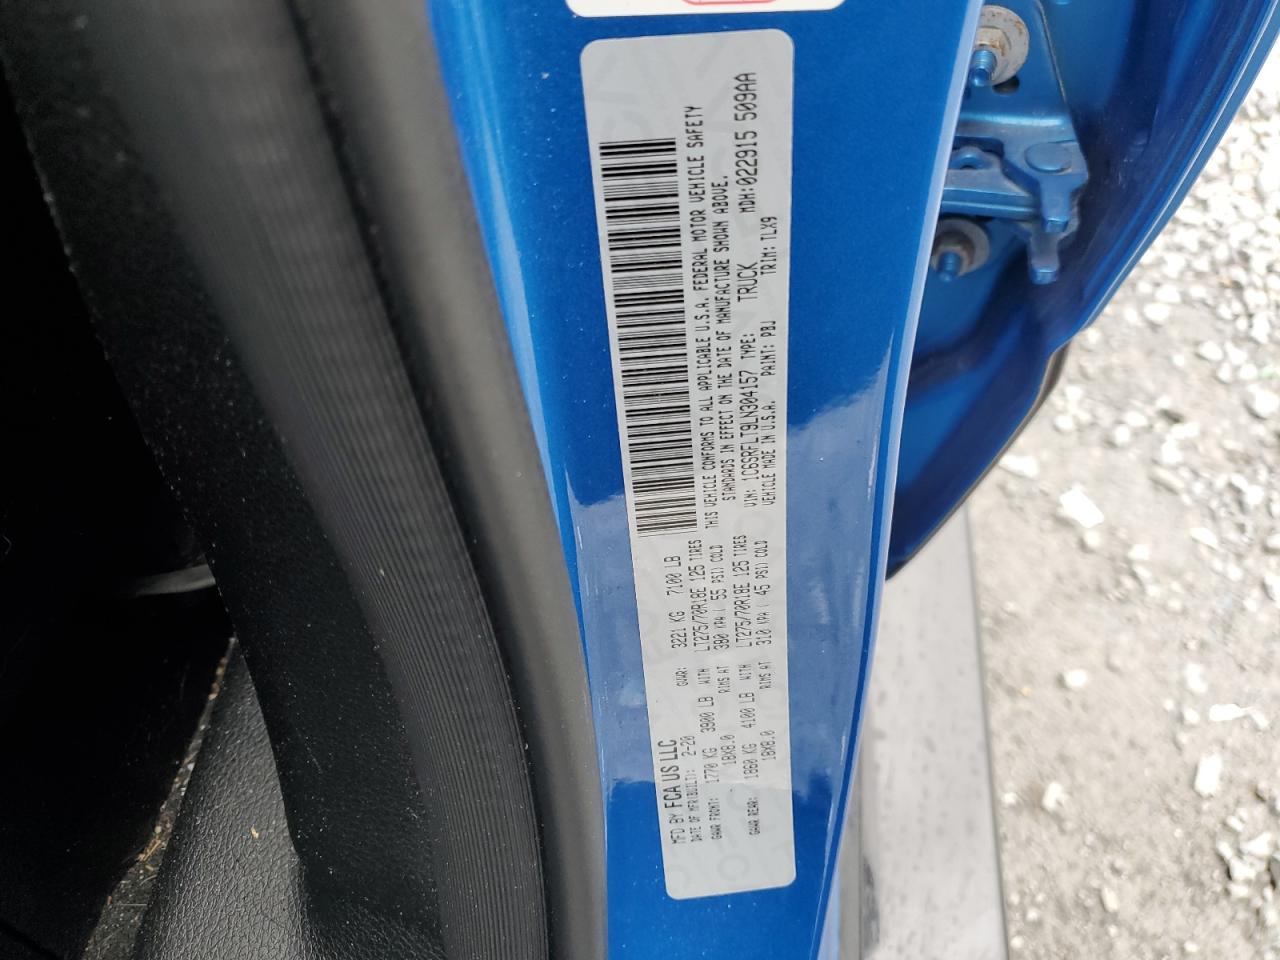 MFD BY FCA US LLC
DATE OF MFR(BUILT): 2-20 GVWR: 3221 KG 7100 LB
GAWR FRONT: 1770 KG 3900 LB WITH LT275/70R18E 125 TIRES
18X8.0 RIMS AT 380 KPA ( 55 PSI) COLD
GAWR REAR: 1860 KG 4100 LB WITH LT275/70R18E 125 TIRES
18X8.0 RIMS AT 310 KPA ( 45 PSI) COLD
THIS VEHICLE CONFORMS TO ALL APPLICABLE U.S.A. FEDERAL MOTOR VEHICLE SAFETY
STANDARDS IN EFFECT ON THE DATE OF MANUFACTURE SHOWN ABOVE.
VIN: 1C6SRFLT9LN304157 TYPE: TRUCK MDH:022915 509AA
VEHICLE MADE IN U.S.A. PAINT: PBJ TRIM: TLX9